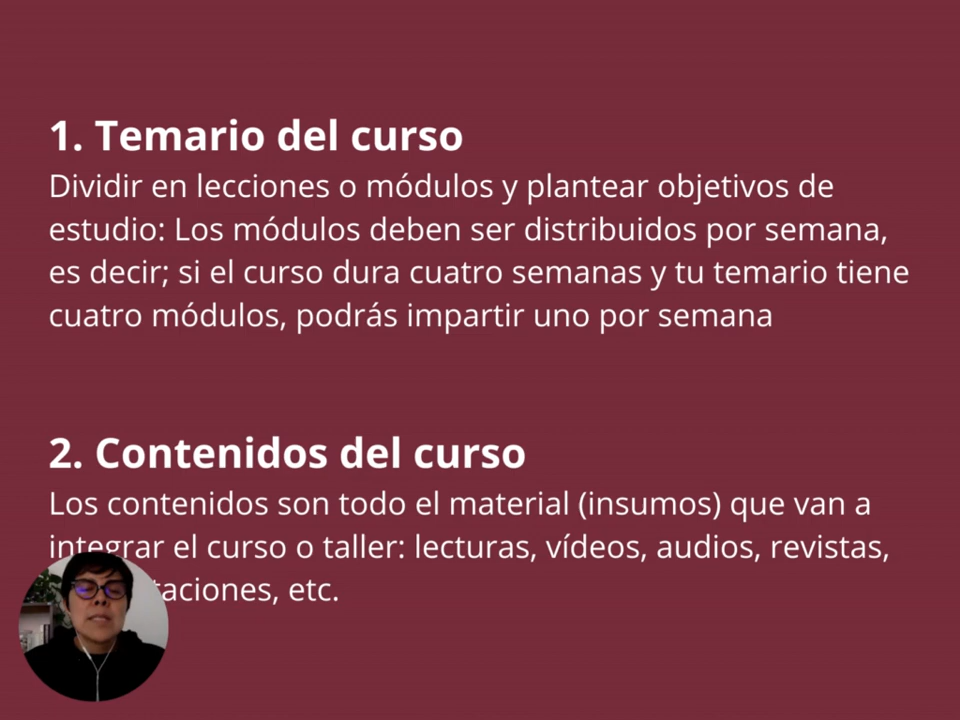 1. Temario del curso
Dividir en lecciones o módulos y plantear objetivos de
estudio: Los módulos deben ser distribuidos por semana,
es decir; si el curso dura cuatro semanas y tu temario tiene
cuatro módulos, podrás impartir uno por semana
2. Contenidos del curso
Los contenidos son todo el material (insumos) que van a
integrar el curso o taller: lecturas, vídeos, audios, revistas,
etc.